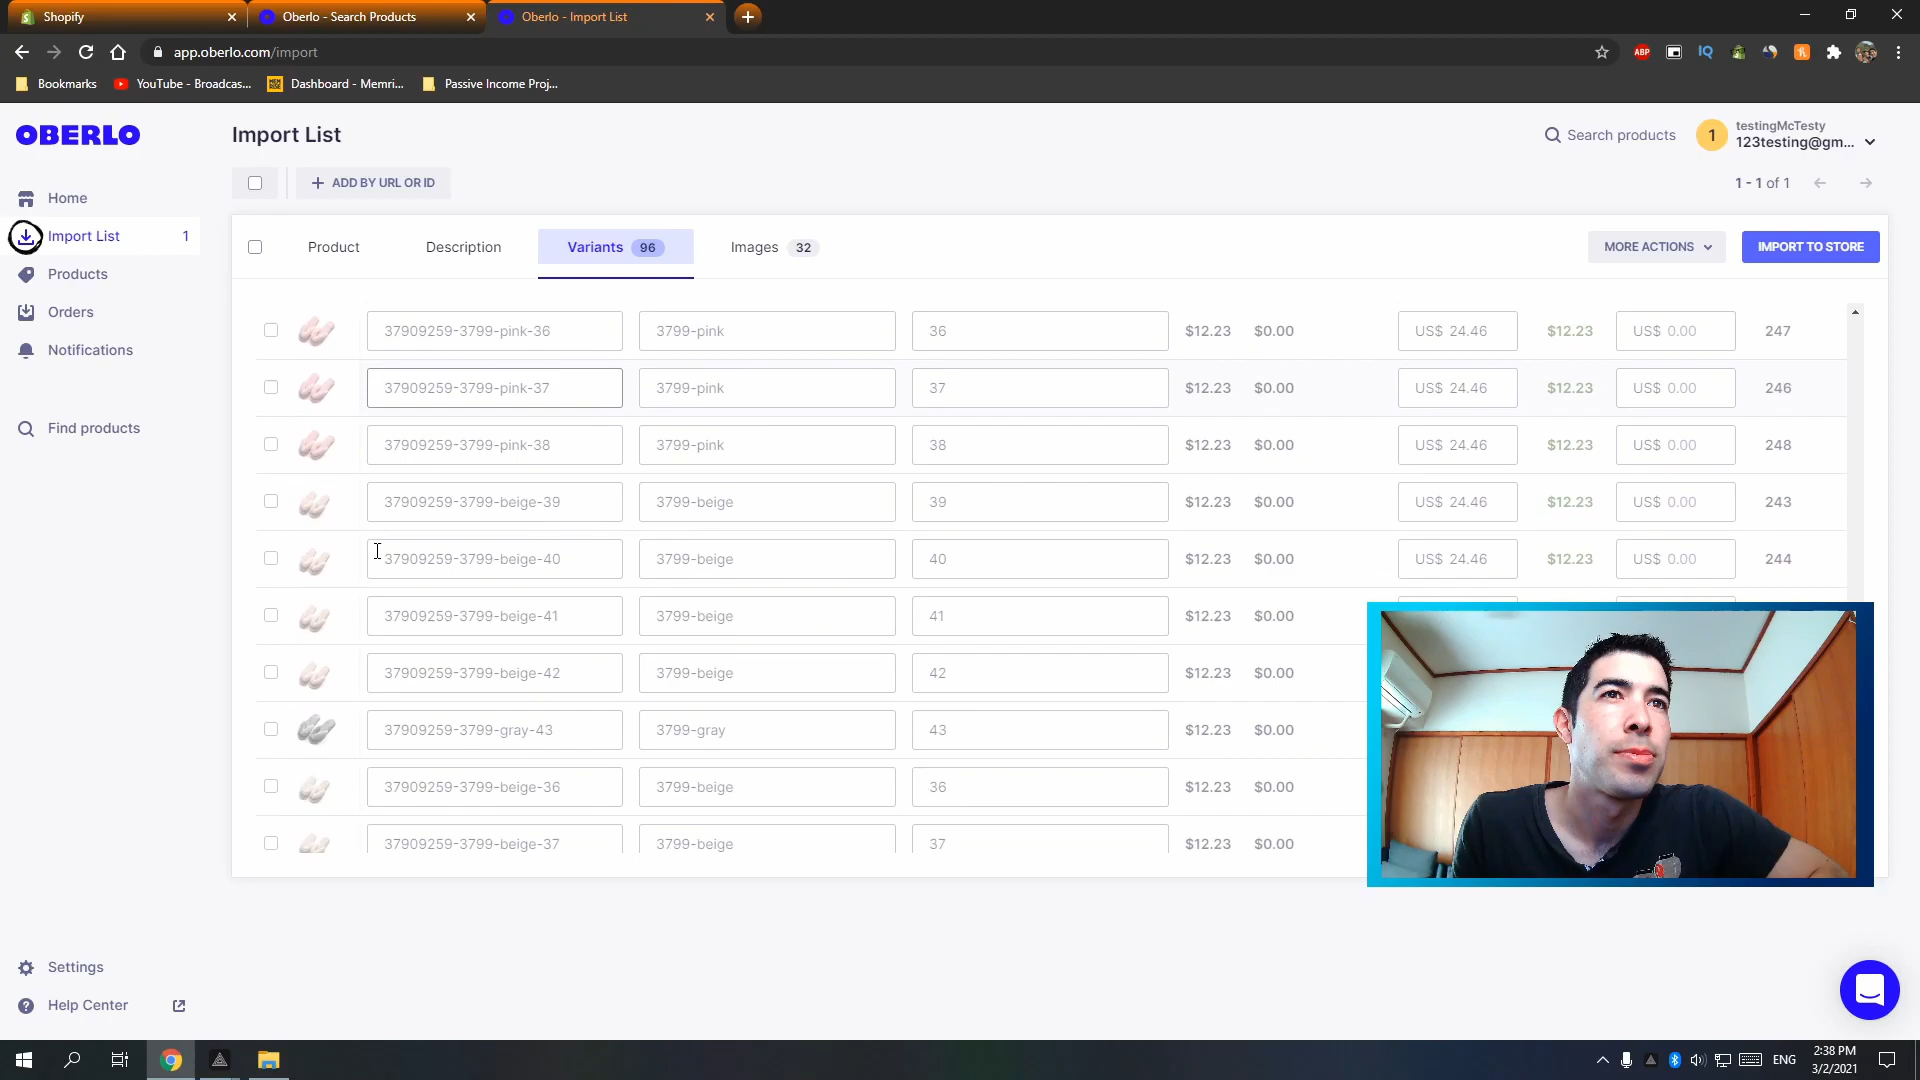 Shopify
Oberlo - Search Products
Oberlo - Import List
app.oberlo.com/import
ABP
IQ
Bookmarks
YouTube - Broadcas...
Dashboard - Memri...
Passive Income Proj...
OBERLO
Import List
Search products
1
testingMcTesty
123testing@gm...
Home
Import List 1
Products
Orders
Notifications
Find products
Settings
Help Center
ADD BY URL OR ID
1 - 1 of 1
Product
Description
Variants 96
Images 32
MORE ACTIONS
IMPORT TO STORE
37909259-3799-pink-36 3799-pink 36 $12.23 $0.00 US$ 24.46 $12.23 US$ 0.00 247
37909259-3799-pink-37 3799-pink 37 $12.23 $0.00 US$ 24.46 $12.23 US$ 0.00 246
37909259-3799-pink-38 3799-pink 38 $12.23 $0.00 US$ 24.46 $12.23 US$ 0.00 248
37909259-3799-beige-39 3799-beige 39 $12.23 $0.00 US$ 24.46 $12.23 US$ 0.00 243
37909259-3799-beige-40 3799-beige 40 $12.23 $0.00 US$ 24.46 $12.23 US$ 0.00 244
37909259-3799-beige-41 3799-beige 41 $12.23 $0.00
37909259-3799-beige-42 3799-beige 42 $12.23 $0.00
37909259-3799-gray-43 3799-gray 43 $12.23 $0.00
37909259-3799-beige-36 3799-beige 36 $12.23 $0.00
37909259-3799-beige-37 3799-beige 37 $12.23 $0.00
ENG
2:38 PM
3/2/2021